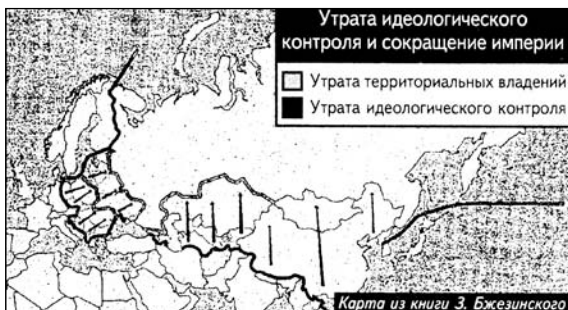 Утрата идеологического
контроля и сокращение империи
Утрата территориальных владений
Утрата идеологического контроля
Карта из книги З. Бжезинского